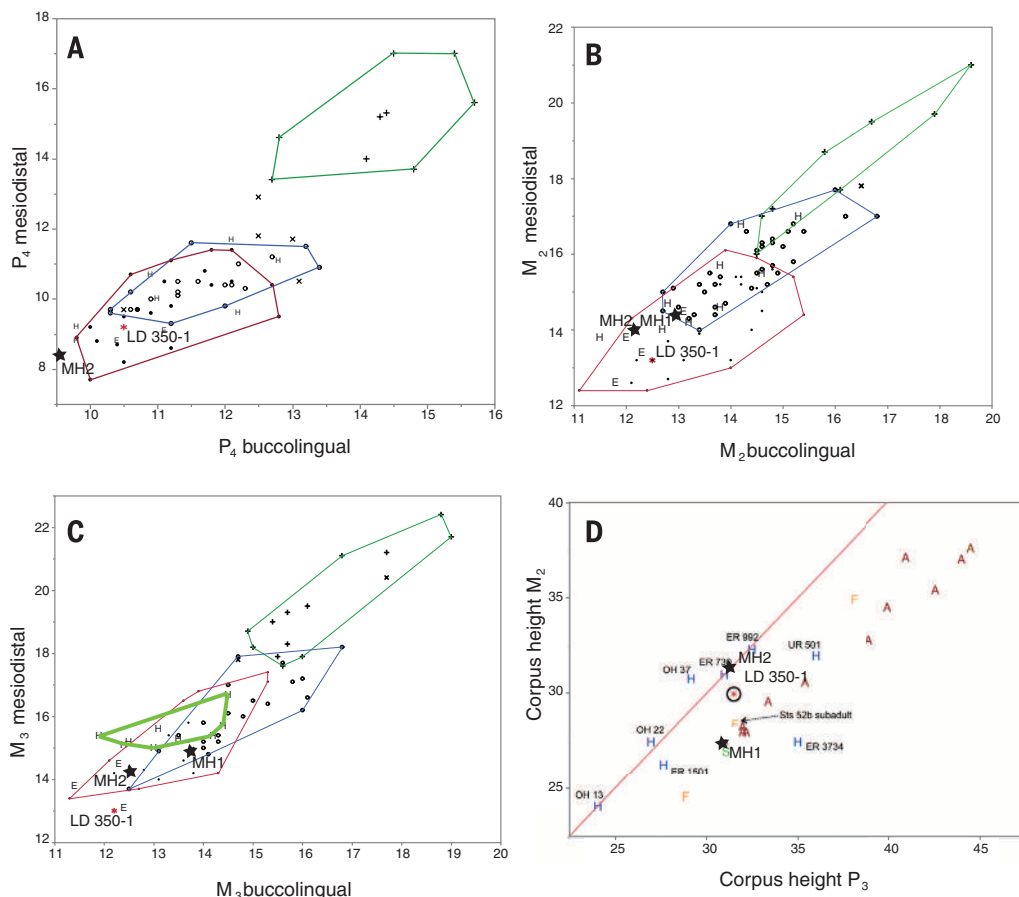 A
18
16
14
12
10
8
P4 mesiodistal
MH2
LD 350-1
H
H
H
H
H
H
H
E
E
10
11
12
13
14
15
16
P4 buccolingual
B
22
20
18
16
14
12
M2 mesiodistal
MH2
MH1
LD 350-1
H
H
H
H
H
H
H
H
E
E
E
11
12
13
14
15
16
17
18
19
20
M2 buccolingual
C
22
20
18
16
14
12
M3 mesiodistal
MH2
MH1
LD 350-1
H
H
H
H
H
H
H
E
E
E
11
12
13
14
15
16
17
18
19
20
M3 buccolingual
D
40
35
30
25
Corpus height M2
A
A
A
A
A
A
A
A
F
F
F
H
H
H
H
H
H
H
H
ER 992
UR 501
MH2
OH 37
LD 350-1
Sts 52b subadult
OH 22
MH1
ER 3734
ER 1501
OH 13
25
30
35
40
45
Corpus height P3